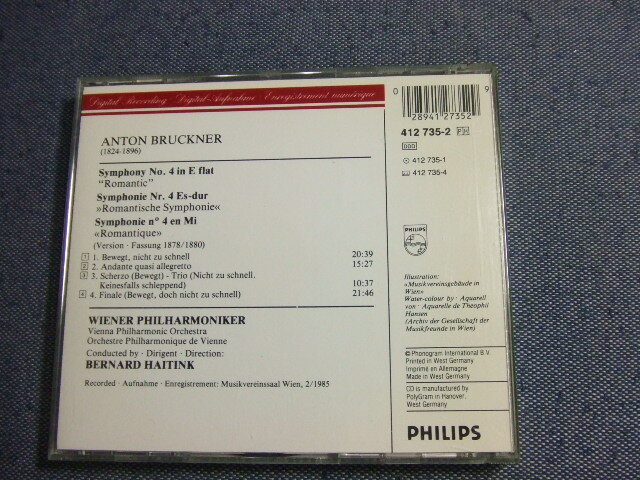 Digital Recording · Digital-Aufnahme · Enregistrement numérique
ANTON BRUCKNER
(1824-1896)
Symphony No. 4 in E flat
“Romantic”
Symphonie Nr. 4 Es-dur
»Romantische Symphonie«
Symphonie n° 4 en Mi
«Romantique»
(Version · Fassung 1878/1880)
1 1. Bewegt, nicht zu schnell 20:39
2 2. Andante quasi allegretto 15:27
3 3. Scherzo (Bewegt) - Trio (Nicht zu schnell.
Keinesfalls schleppend) 10:37
4 4. Finale (Bewegt, doch nicht zu schnell) 21:46
WIENER PHILHARMONIKER
Vienna Philharmonic Orchestra
Orchestre Philharmonique de Vienne
Conducted by · Dirigent · Direction:
BERNARD HAITINK
Recorded · Aufnahme · Enregistrement: Musikvereinssaal Wien, 2/1985
0 28941 27352 9
412 735-2
DDD
412 735-1
412 735-4
PHILIPS
Illustration:
«Musikvereinsgebäude in
Wien»
Water-colour by · Aquarell
von · Aquarelle de Theophil
Hansen
(Archiv der Gesellschaft der
Musikfreunde in Wien)
℗ Phonogram International B.V.
Printed in West Germany
Imprimé en Allemagne
Made in West Germany
CD is manufactured by
PolyGram in Hanover,
West Germany
PHILIPS